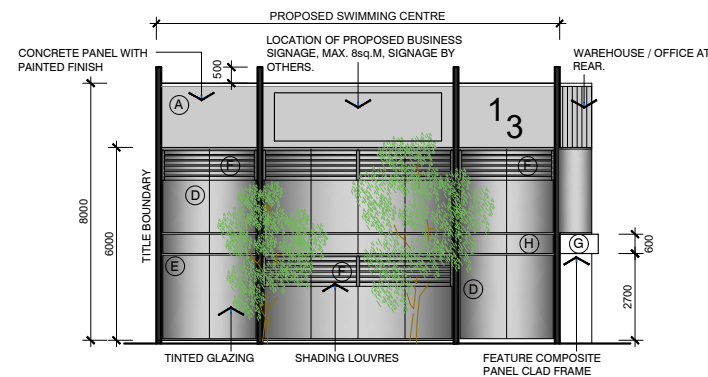 PROPOSED SWIMMING CENTRE
CONCRETE PANEL WITH
PAINTED FINISH
LOCATION OF PROPOSED BUSINESS
SIGNAGE, MAX. 8sq.M, SIGNAGE BY
OTHERS.
WAREHOUSE / OFFICE AT
REAR.
500
A
13
F
F
D
8000
6000
TITLE BOUNDARY
H
G
600
E
F
D
2700
TINTED GLAZING
SHADING LOUVRES
FEATURE COMPOSITE
PANEL CLAD FRAME